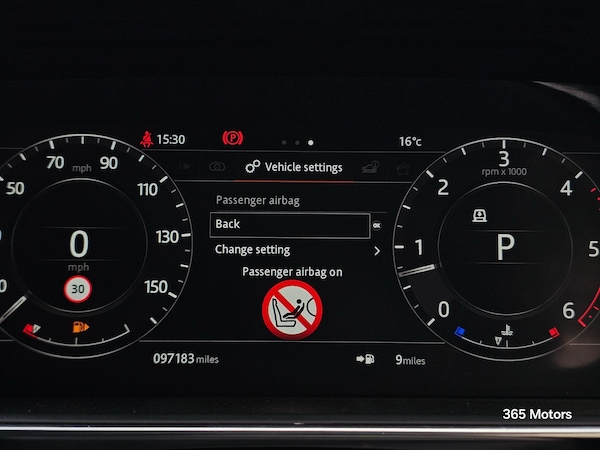 15:30
16°c
Vehicle settings
Passenger airbag
Back
OK
Change setting
Passenger airbag on
50 70 mph 90 110 130 150
0
mph
30
0 1 2 3 4 5 6
rpm x 1000
P
097183 miles
9 miles
365 Motors